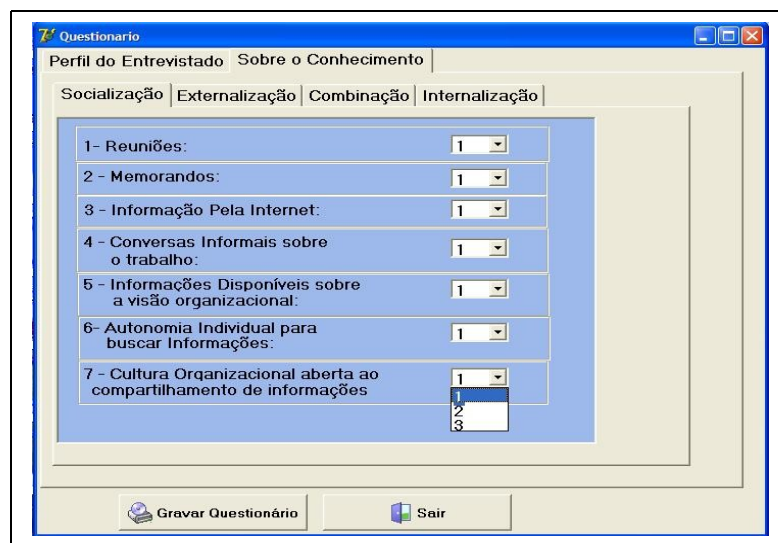 Questionario
Perfil do Entrevistado Sobre o Conhecimento
Socialização Externalização Combinação Internalização
1- Reuniões: 1
2 - Memorandos: 1
3 - Informação Pela Internet: 1
4 - Conversas Informais sobre
o trabalho: 1
5 - Informações Disponíveis sobre
a visão organizacional: 1
6- Autonomia Individual para
buscar Informações: 1
7 - Cultura Organizacional aberta ao
compartilhamento de informações 1
1
2
3
Gravar Questionário Sair